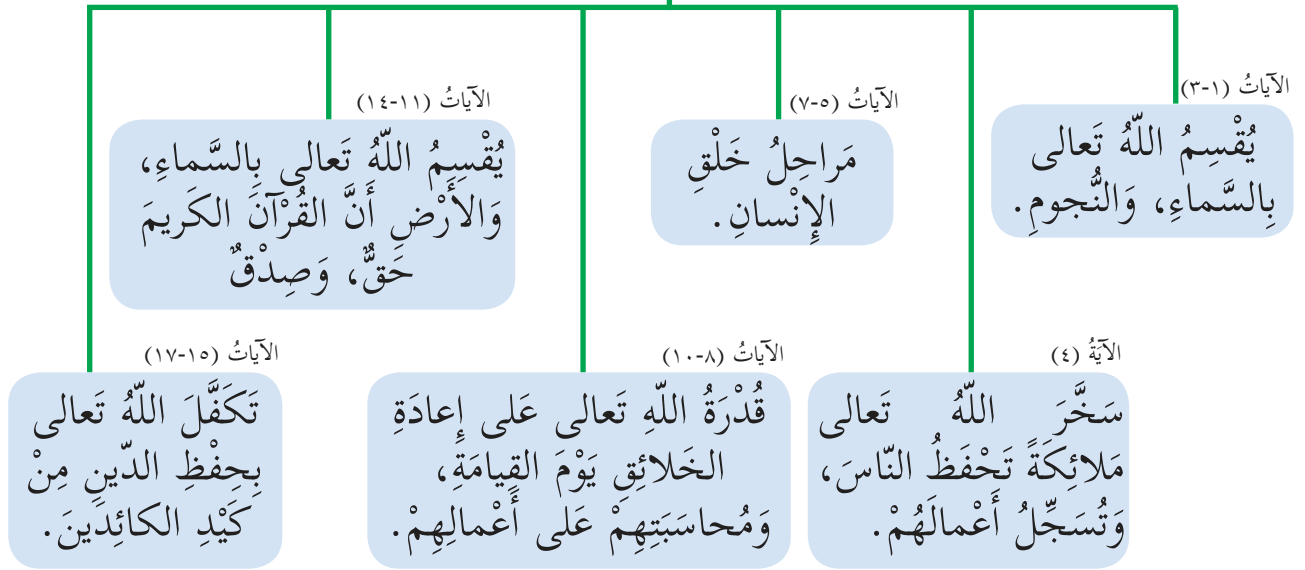 الآياتُ (١-٣)
يُقْسِمُ اللّهُ تَعالى
بِالسَّماءِ، وَالنُّجومِ.
الآيَةُ (٤)
سَخَّرَ اللّهُ تَعالى
مَلائِكَةً تَحْفَظُ النّاسَ،
وَتُسَجِّلُ أَعْمالَهُمْ.
الآياتُ (٥-٧)
مَراحِلُ خَلْقِ
الإِنْسانِ.
الآياتُ (٨-١٠)
قُدْرَةُ اللّهِ تَعالى عَلى إِعادَةِ
الخَلائِقِ يَوْمَ القِيامَةِ،
وَمُحاسَبَتِهِمْ عَلى أَعْمالِهِمْ.
الآياتُ (١١-١٤)
يُقْسِمُ اللّهُ تَعالى بِالسَّماءِ،
وَالأَرْضِ أَنَّ القُرْآنَ الكَريمَ
حَقٌّ، وَصِدْقٌ
الآياتُ (١٥-١٧)
تَكَفَّلَ اللّهُ تَعالى
بِحِفْظِ الدّينِ مِنْ
كَيْدِ الكائِدينَ.